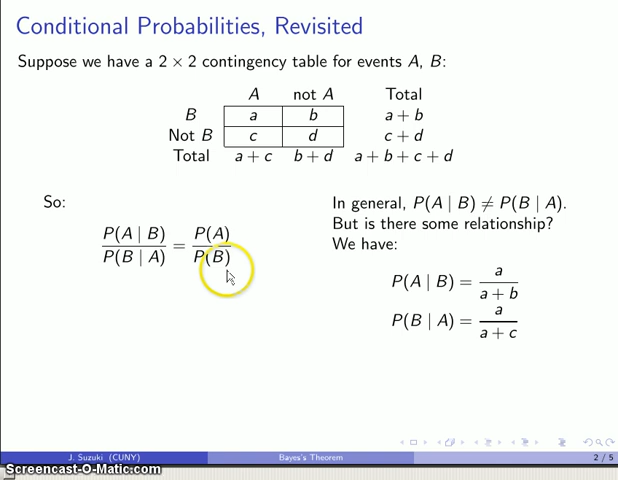 Conditional Probabilities, Revisited
Suppose we have a 2 × 2 contingency table for events A, B:
A not A Total
B a b a + b
Not B c d c + d
Total a + c b + d a + b + c + d
So:
P(A | B) / P(B | A) = P(A) / P(B)
In general, P(A | B) ≠ P(B | A).
But is there some relationship?
We have:
P(A | B) = a / a + b
P(B | A) = a / a + c
J. Suzuki (CUNY) Bayes's Theorem 2 / 5
Screencast-O-Matic.com